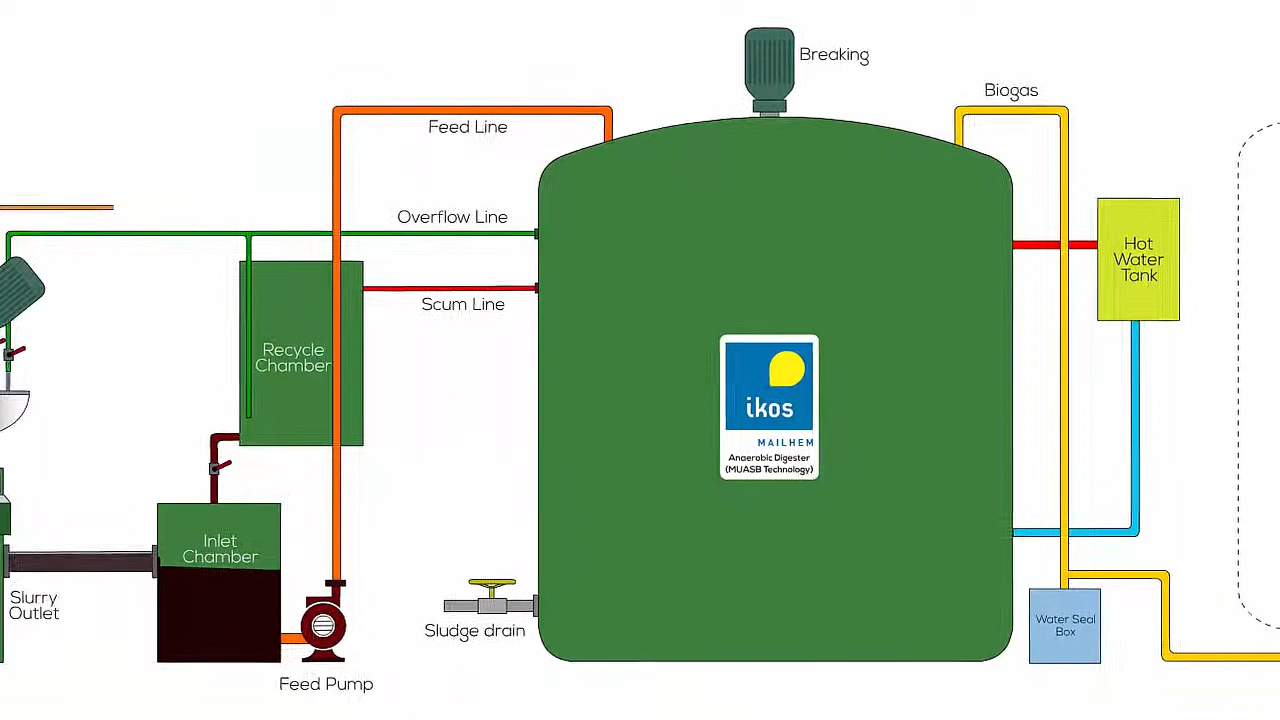 Breaking
Biogas
Feed Line
Overflow Line
Hot
Water
Tank
Scum Line
Recycle
Chamber
ikos
MAILHEM
Anaerobic Digester
(MUASB Technology)
Inlet
Chamber
Slurry
Outlet
Sludge drain
Water Seal
Box
Feed Pump